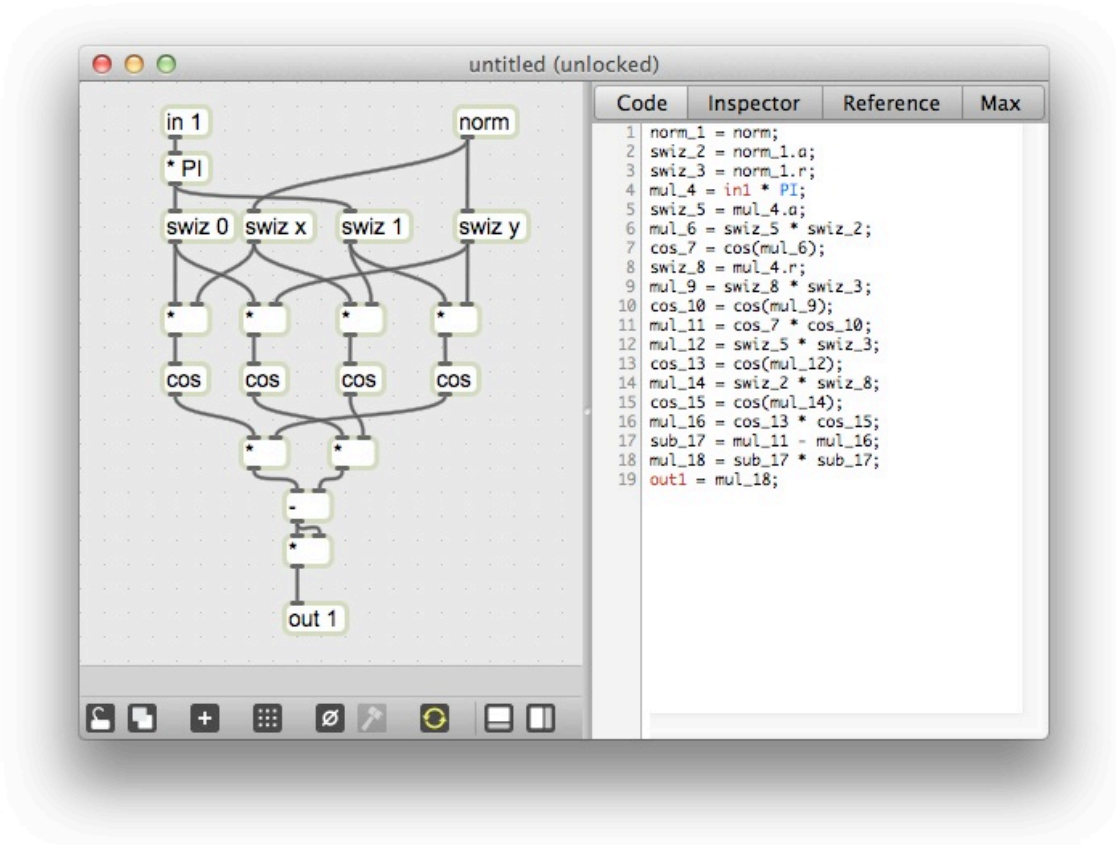 untitled (unlocked)
in 1
norm
* PI
swiz 0
swiz x
swiz 1
swiz y
*
*
*
*
cos
cos
cos
cos
*
*
-
*
out 1
Code
Inspector
Reference
Max
1 norm_1 = norm;
2 swiz_2 = norm_1.a;
3 swiz_3 = norm_1.r;
4 mul_4 = in1 * PI;
5 swiz_5 = mul_4.a;
6 mul_6 = swiz_5 * swiz_2;
7 cos_7 = cos(mul_6);
8 swiz_8 = mul_4.r;
9 mul_9 = swiz_8 * swiz_3;
10 cos_10 = cos(mul_9);
11 mul_11 = cos_7 * cos_10;
12 mul_12 = swiz_5 * swiz_3;
13 cos_13 = cos(mul_12);
14 mul_14 = swiz_2 * swiz_8;
15 cos_15 = cos(mul_14);
16 mul_16 = cos_13 * cos_15;
17 sub_17 = mul_11 - mul_16;
18 mul_18 = sub_17 * sub_17;
19 out1 = mul_18;